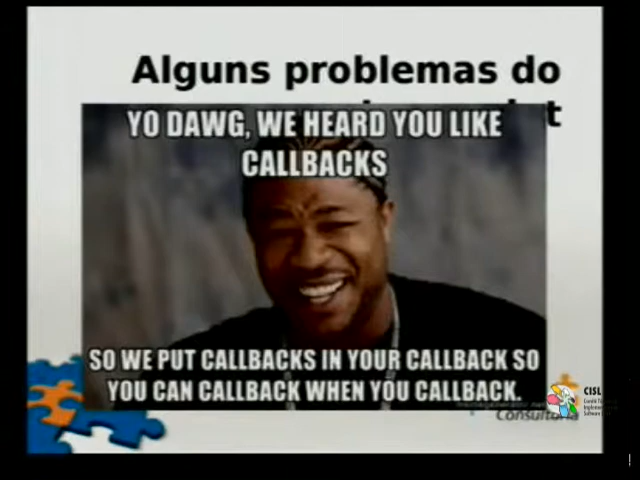 Alguns problemas do
YO DAWG, WE HEARD YOU LIKE
CALLBACKS
SO WE PUT CALLBACKS IN YOUR CALLBACK SO
YOU CAN CALLBACK WHEN YOU CALLBACK.
CISL
Consultoria